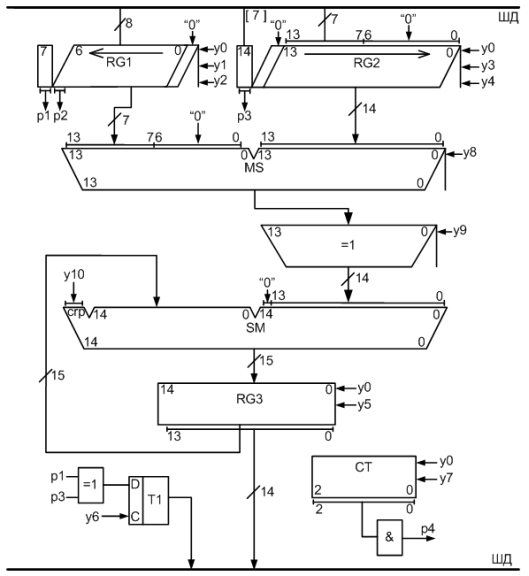 ШД
8
"0"
[ 7 ]
7
"0"
"0"
13 76 0
7 6 0 y0
RG1
y1
y2
14 13 0 y0
RG2
y3
y4
p1 p2
p3
7
"0"
14
13 76 0 13 0
13 0
MS
y8
13 0
13 0 y9
=1
14
y10
"0"
13 0
crp 14 0 14 0
SM
14 0
15
15
14 0 y0
RG3
y5
13 0
14
p1
p3
=1
D T1
y6 C
CT
y0
y7
2 0
2 0
& p4
ШД